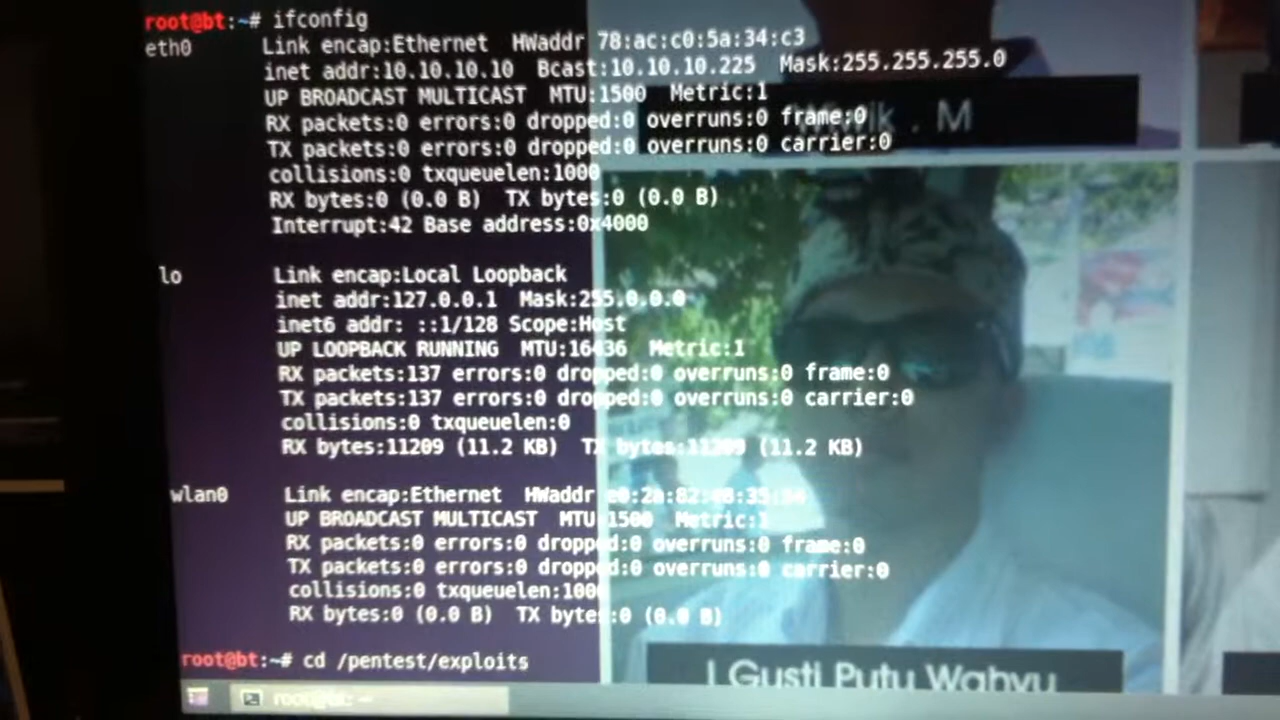 root@bt:~# ifconfig
eth0 Link encap:Ethernet HWaddr 78:ac:c0:5a:34:c3
inet addr:10.10.10.10 Bcast:10.10.10.225 Mask:255.255.255.0
UP BROADCAST MULTICAST MTU:1500 Metric:1
RX packets:0 errors:0 dropped:0 overruns:0 frame:0
TX packets:0 errors:0 dropped:0 overruns:0 carrier:0
collisions:0 txqueuelen:1000
RX bytes:0 (0.0 B) TX bytes:0 (0.0 B)
Interrupt:42 Base address:0x4000
lo Link encap:Local Loopback
inet addr:127.0.0.1 Mask:255.0.0.0
inet6 addr: ::1/128 Scope:Host
UP LOOPBACK RUNNING MTU:16436 Metric:1
RX packets:137 errors:0 dropped:0 overruns:0 frame:0
TX packets:137 errors:0 dropped:0 overruns:0 carrier:0
collisions:0 txqueuelen:0
RX bytes:11209 (11.2 KB) TX bytes:11209 (11.2 KB)
wlan0 Link encap:Ethernet HWaddr
UP BROADCAST MULTICAST MTU:1500 Metric:1
RX packets:0 errors:0 dropped:0 overruns:0 frame:0
TX packets:0 errors:0 dropped:0 overruns:0 carrier:0
collisions:0 txqueuelen:1000
RX bytes:0 (0.0 B) TX bytes:0 (0.0 B)
root@bt:~# cd /pentest/exploits
. M
I Gusti Putu Wahyu
root@bt: ~